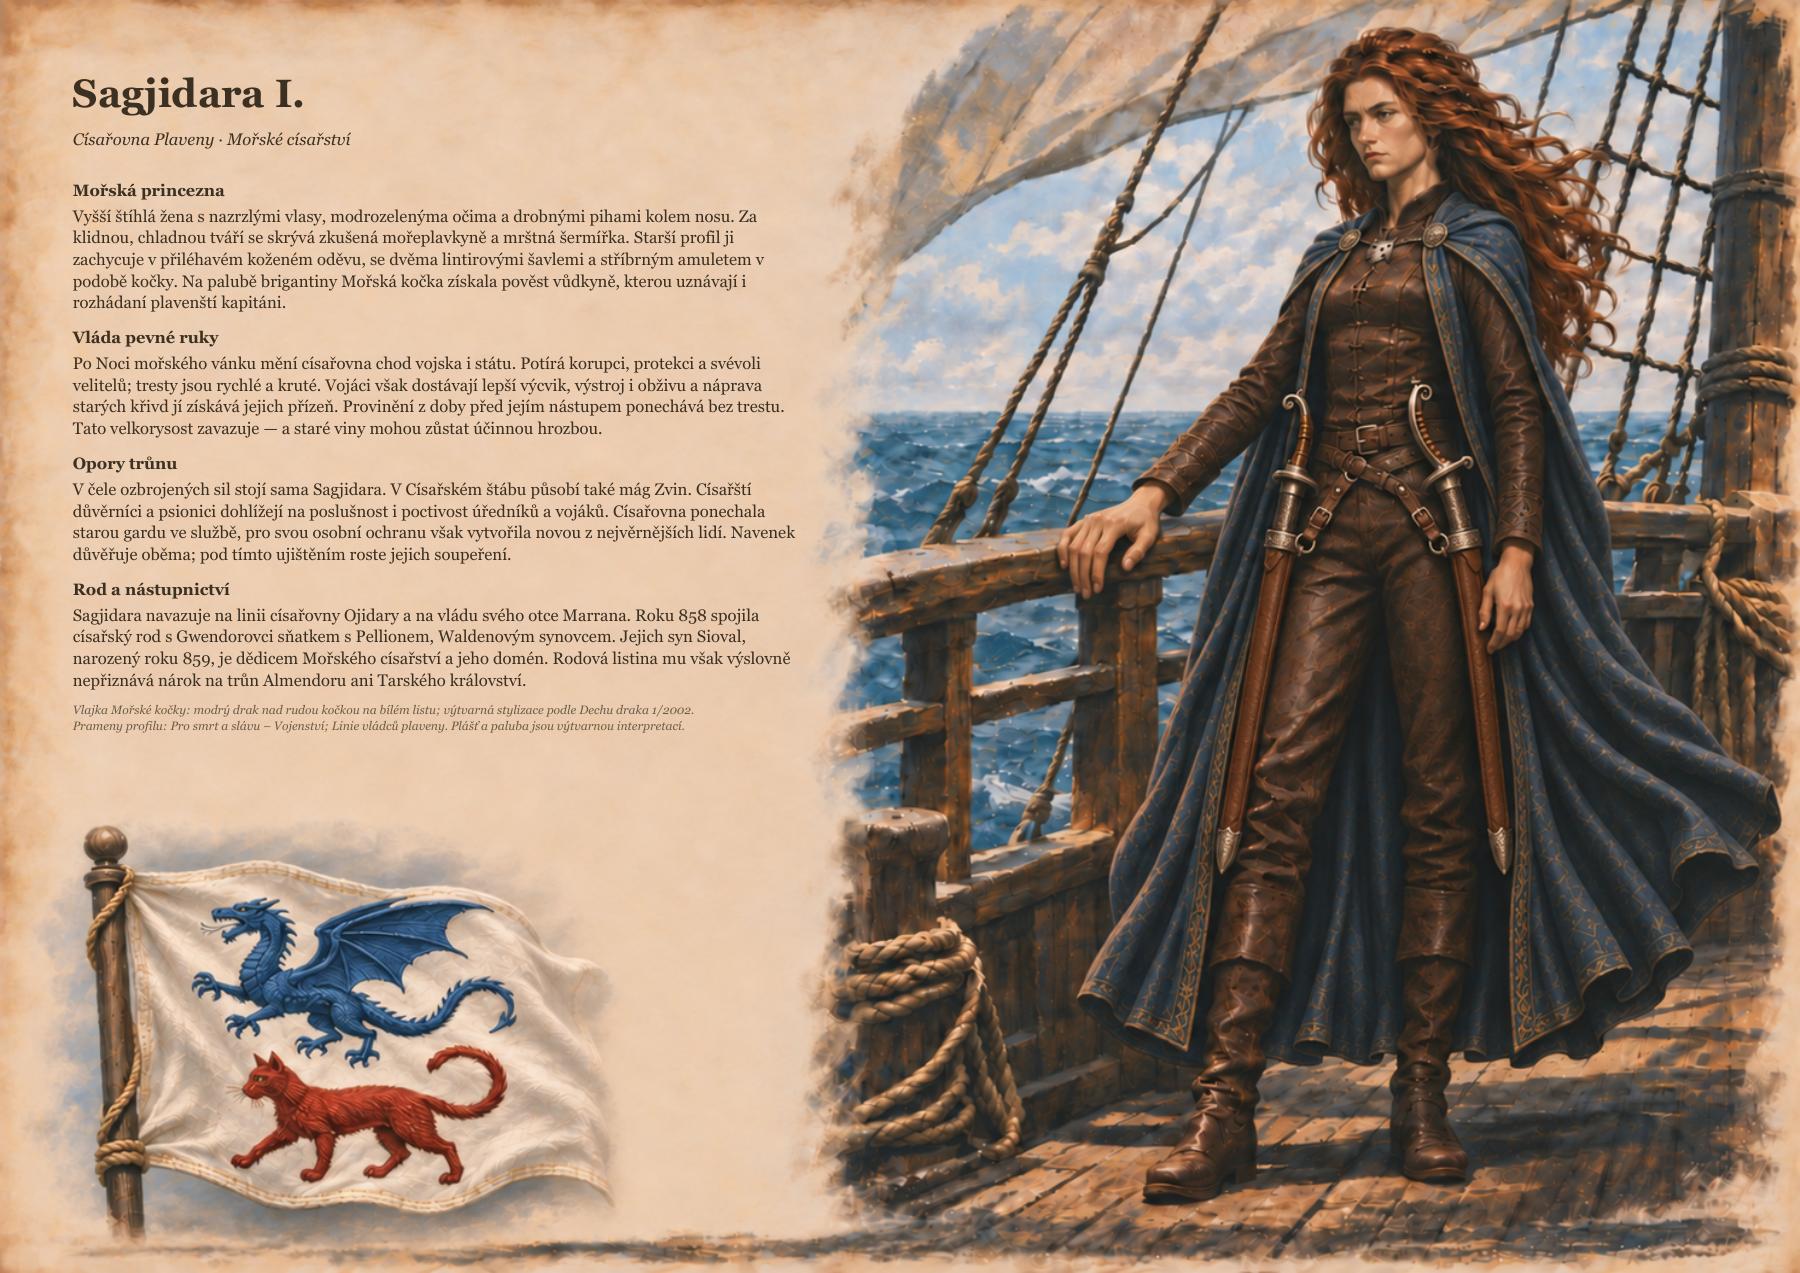 Sagjidara I.
Císařovna Plaveny · Mořské císařství
Mořská princezna
Vyšší štíhlá žena s nazrzlými vlasy, modrozelenýma očima a drobnými pihami kolem nosu. Za
klidnou, chladnou tváří se skrývá zkušená mořeplavkyně a mrštná šermířka. Starší profil ji
zachycuje v přiléhavém koženém oděvu, se dvěma lintirovými šavlemi a stříbrným amuletem v
podobě kočky. Na palubě brigantiny Mořská kočka získala pověst vůdkyně, kterou uznávají i
rozhádaní plavenští kapitáni.
Vláda pevné ruky
Po Noci mořského vánku mění císařovna chod vojska i státu. Potírá korupci, protekci a svévoli
velitelů; tresty jsou rychlé a kruté. Vojáci však dostávají lepší výcvik, výstroj i obživu a náprava
starých křivd jí získává jejich přízeň. Provinění z doby před jejím nástupem ponechává bez trestu.
Tato velkorysost zavazuje — a staré viny mohou zůstat účinnou hrozbou.
Opory trůnu
V čele ozbrojených sil stojí sama Sagjidara. V Císařském štábu působí také mág Zvin. Císařští
důvěrníci a psionici dohlížejí na poslušnost i poctivost úředníků a vojáků. Císařovna ponechala
starou gardu ve službě, pro svou osobní ochranu však vytvořila novou z nejvěrnějších lidí. Navenek
důvěřuje oběma; pod tímto ujištěním roste jejich soupeření.
Rod a nástupnictví
Sagjidara navazuje na linii císařovny Ojidary a na vládu svého otce Marrana. Roku 858 spojila
císařský rod s Gwendorovci sňatkem s Pellionem, Waldenovým synovcem. Jejich syn Sioval,
narozený roku 859, je dědicem Mořského císařství a jeho domén. Rodová listina mu však výslovně
nepřiznává nárok na trůn Almendoru ani Tarského království.
Vlajka Mořské kočky: modrý drak nad rudou kočkou na bílém listu; výtvarná stylizace podle Dechu draka 1/2002.
Prameny profilu: Pro smrt a slávu – Vojenství; Linie vládců plaveny. Plášť a paluba jsou výtvarnou interpretací.